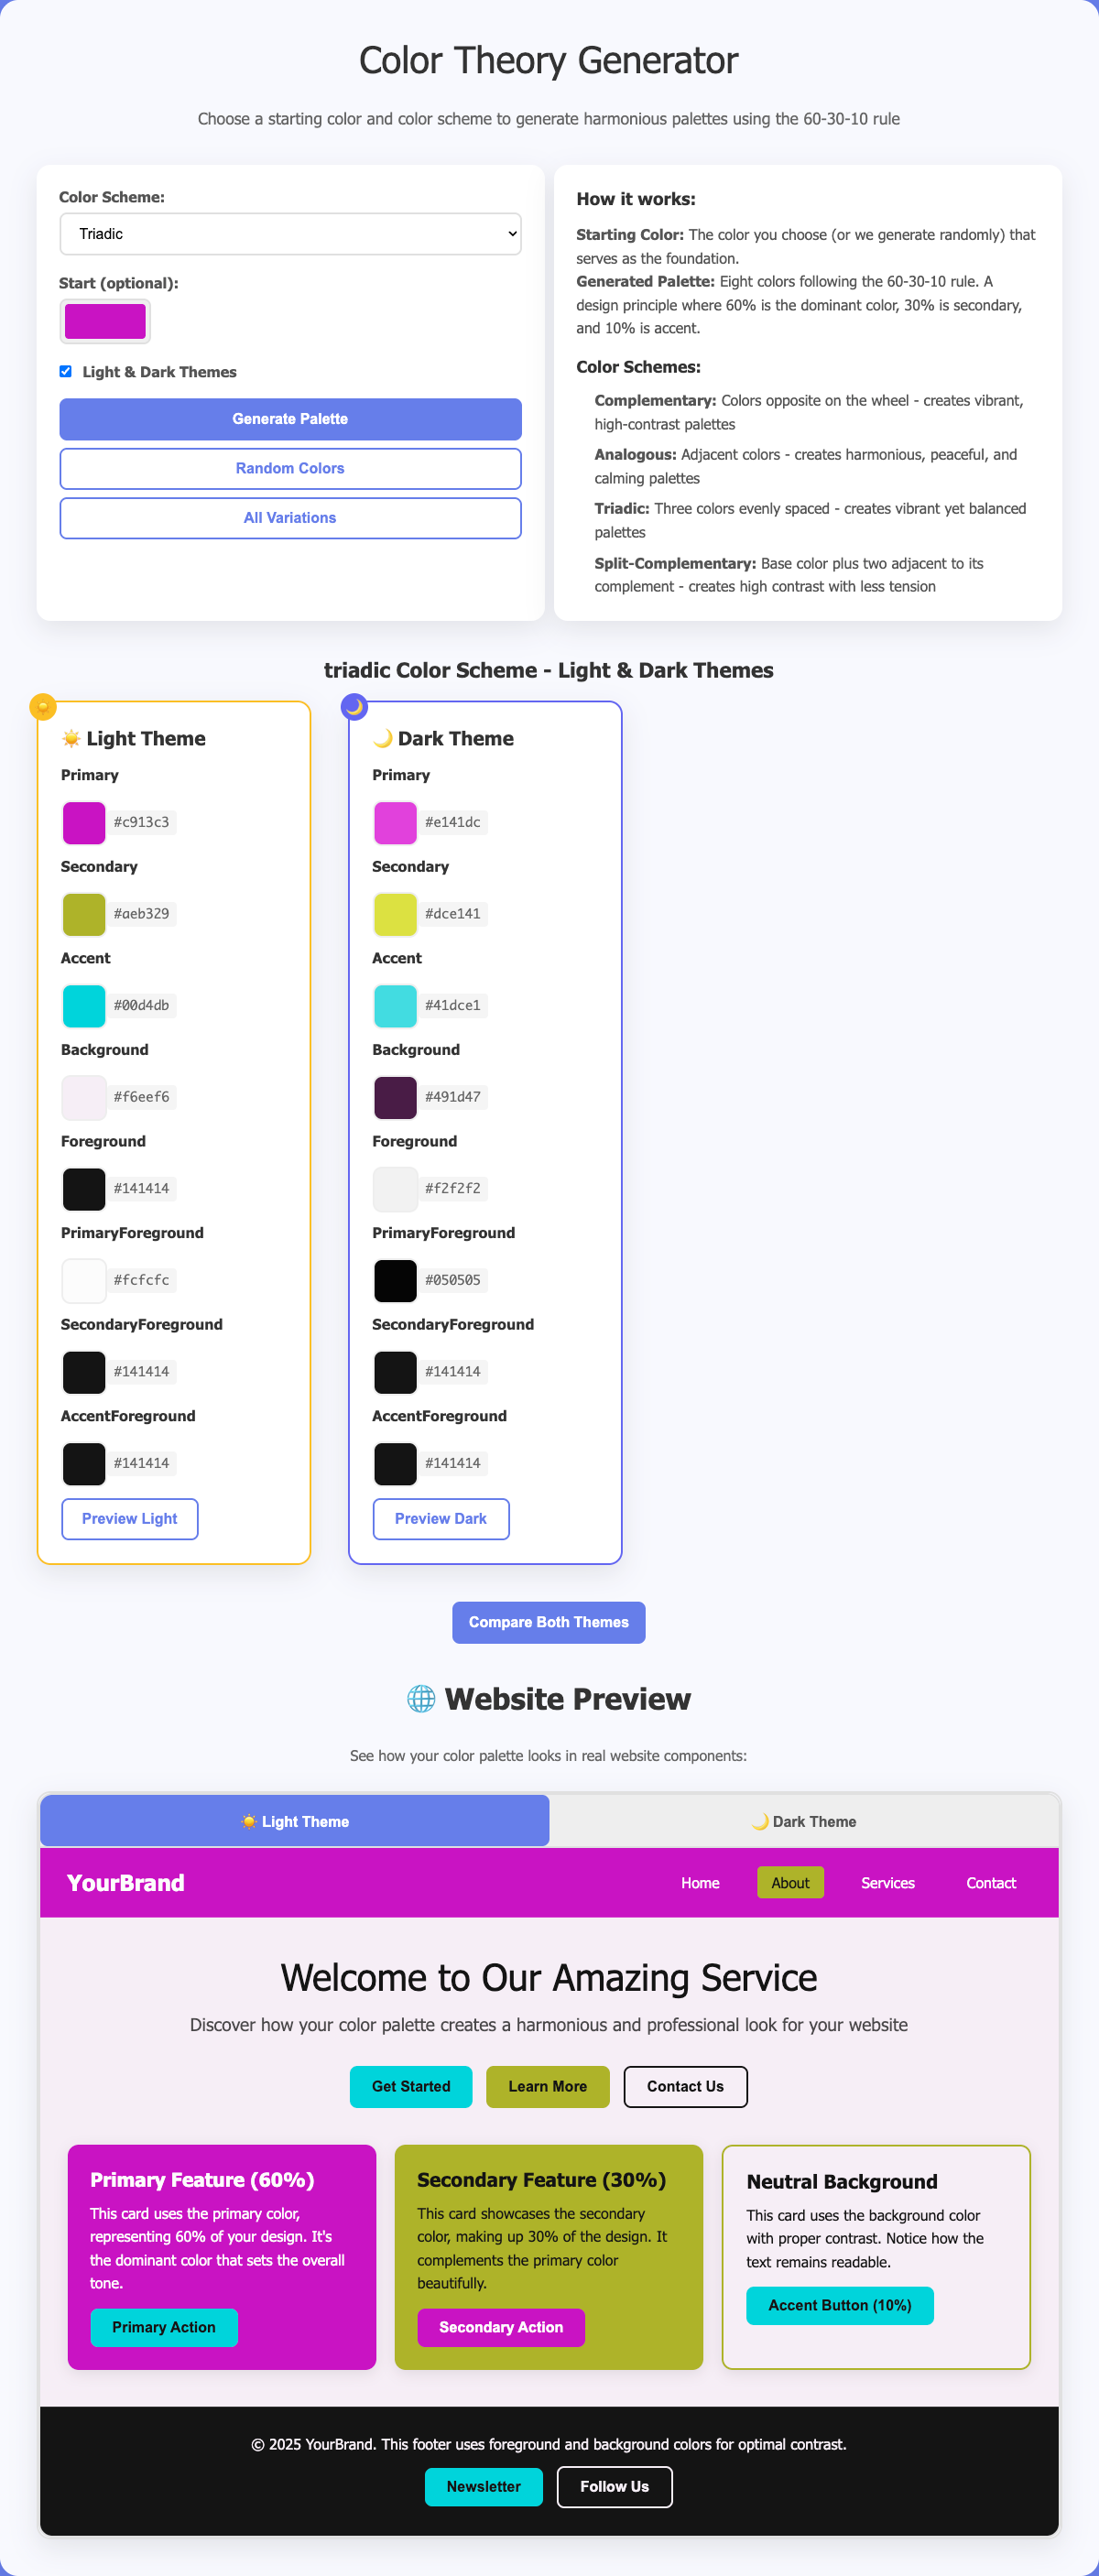 Color Theory Generator
Choose a starting color and color scheme to generate harmonious palettes using the 60-30-10 rule
Color Scheme:
Triadic
Start (optional):
Light & Dark Themes
Generate Palette
Random Colors
All Variations
How it works:
Starting Color: The color you choose (or we generate randomly) that
serves as the foundation.
Generated Palette: Eight colors following the 60-30-10 rule. A
design principle where 60% is the dominant color, 30% is secondary,
and 10% is accent.
Color Schemes:
Complementary: Colors opposite on the wheel - creates vibrant,
high-contrast palettes
Analogous: Adjacent colors - creates harmonious, peaceful, and
calming palettes
Triadic: Three colors evenly spaced - creates vibrant yet balanced
palettes
Split-Complementary: Base color plus two adjacent to its
complement - creates high contrast with less tension
triadic Color Scheme - Light & Dark Themes
☀️ Light Theme
Primary
#c913c3
Secondary
#aeb329
Accent
#00d4db
Background
#f6eef6
Foreground
#141414
PrimaryForeground
#fcfcfc
SecondaryForeground
#141414
AccentForeground
#141414
Preview Light
🌙 Dark Theme
Primary
#e141dc
Secondary
#dce141
Accent
#41dce1
Background
#491d47
Foreground
#f2f2f2
PrimaryForeground
#050505
SecondaryForeground
#141414
AccentForeground
#141414
Preview Dark
Compare Both Themes
🌐 Website Preview
See how your color palette looks in real website components:
☀️ Light Theme
🌙 Dark Theme
YourBrand
Home
About
Services
Contact
Welcome to Our Amazing Service
Discover how your color palette creates a harmonious and professional look for your website
Get Started
Learn More
Contact Us
Primary Feature (60%)
This card uses the primary color,
representing 60% of your design. It's
the dominant color that sets the overall
tone.
Primary Action
Secondary Feature (30%)
This card showcases the secondary
color, making up 30% of the design. It
complements the primary color
beautifully.
Secondary Action
Neutral Background
This card uses the background color
with proper contrast. Notice how the
text remains readable.
Accent Button (10%)
© 2025 YourBrand. This footer uses foreground and background colors for optimal contrast.
Newsletter
Follow Us